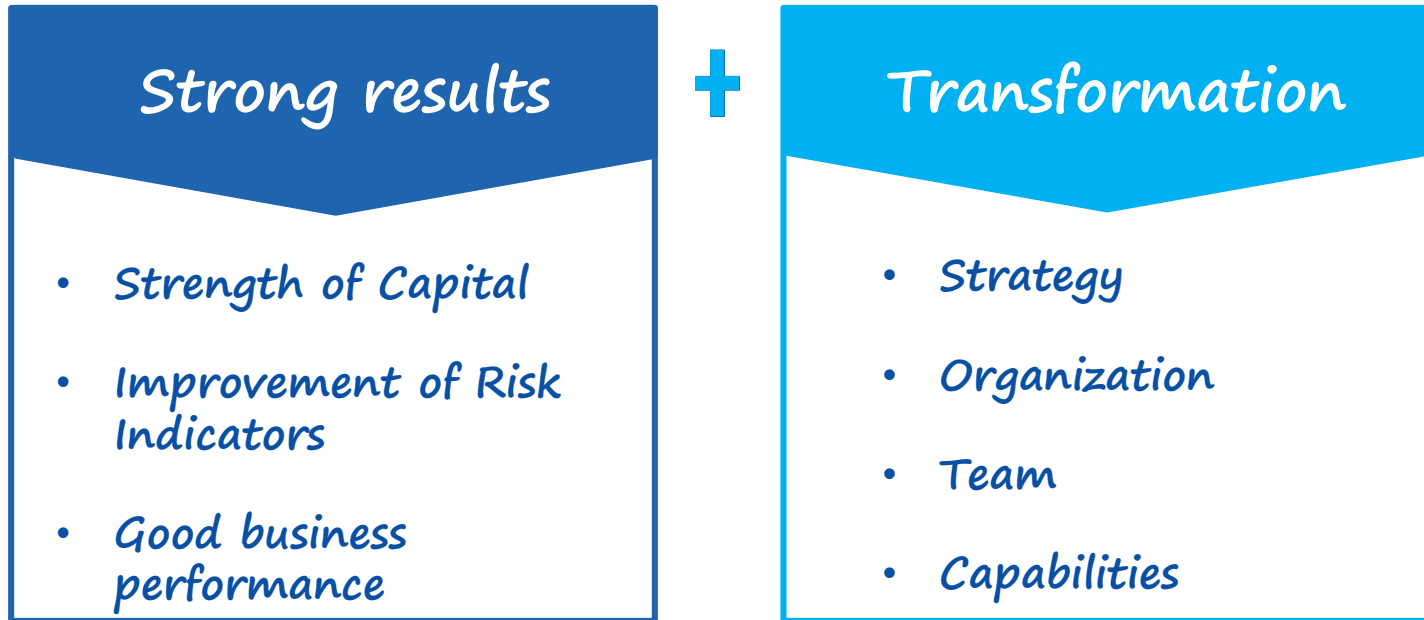 Strong results
+
Transformation
• Strength of Capital
• Improvement of Risk
Indicators
• Good business
performance
• Strategy
• Organization
• Team
• Capabilities